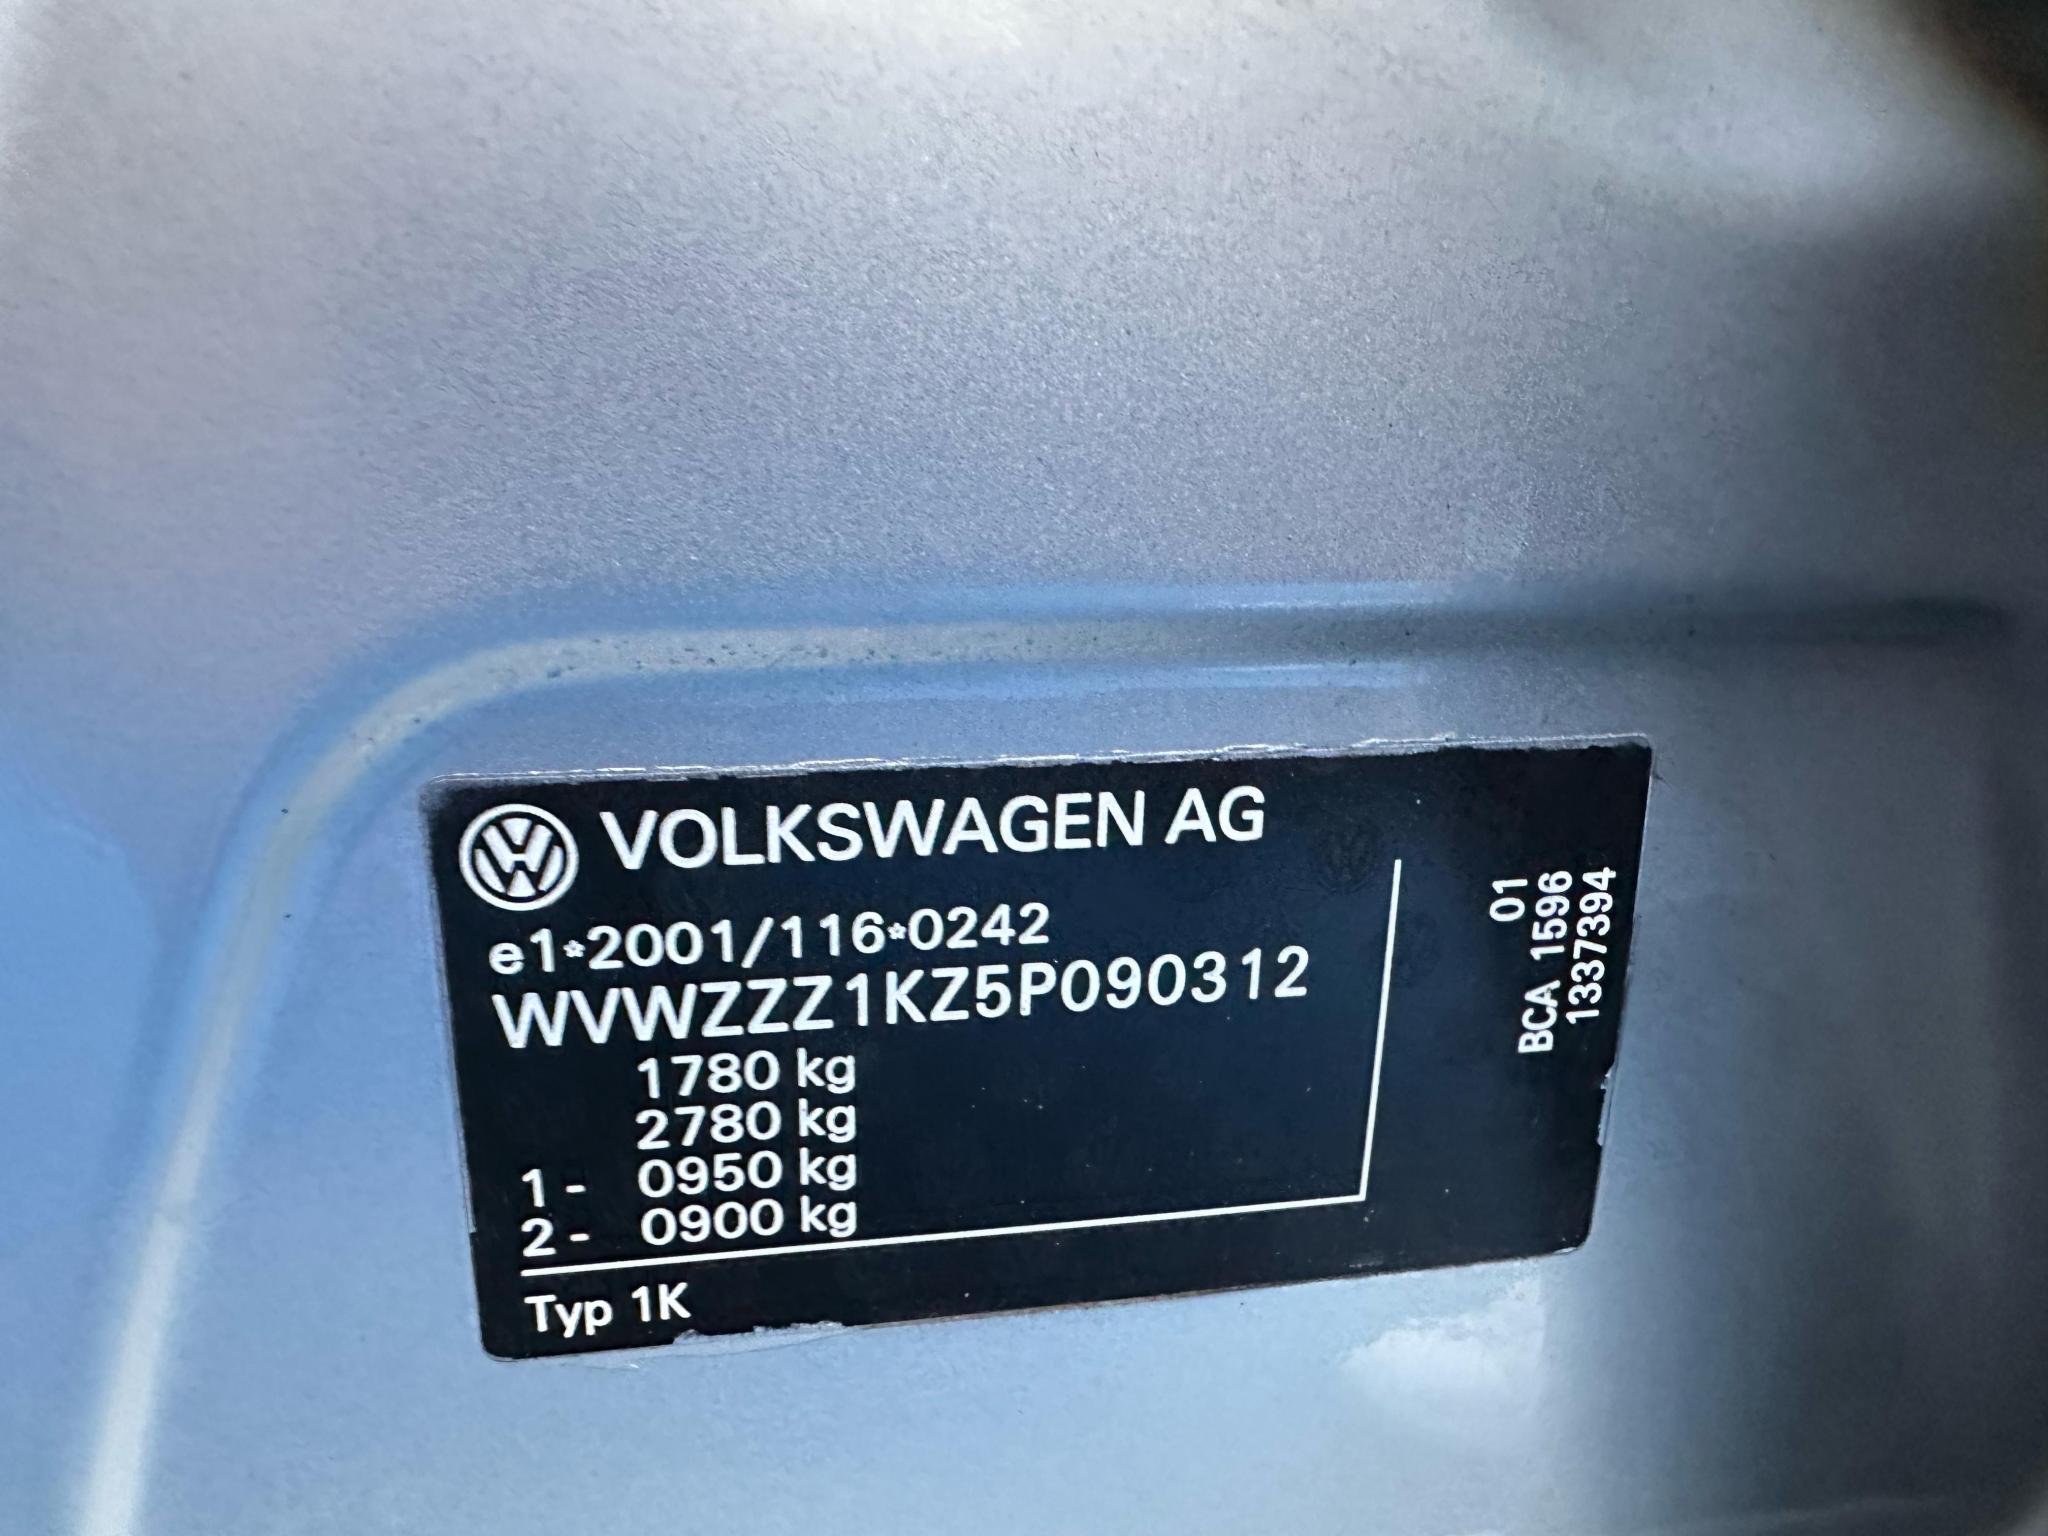 VOLKSWAGEN AG
e1*2001/116*0242
WVWZZZ1KZ5P090312
1780 kg
2780 kg
1 - 0950 kg
2 - 0900 kg
Typ 1K
01
BCA 1596
1337394